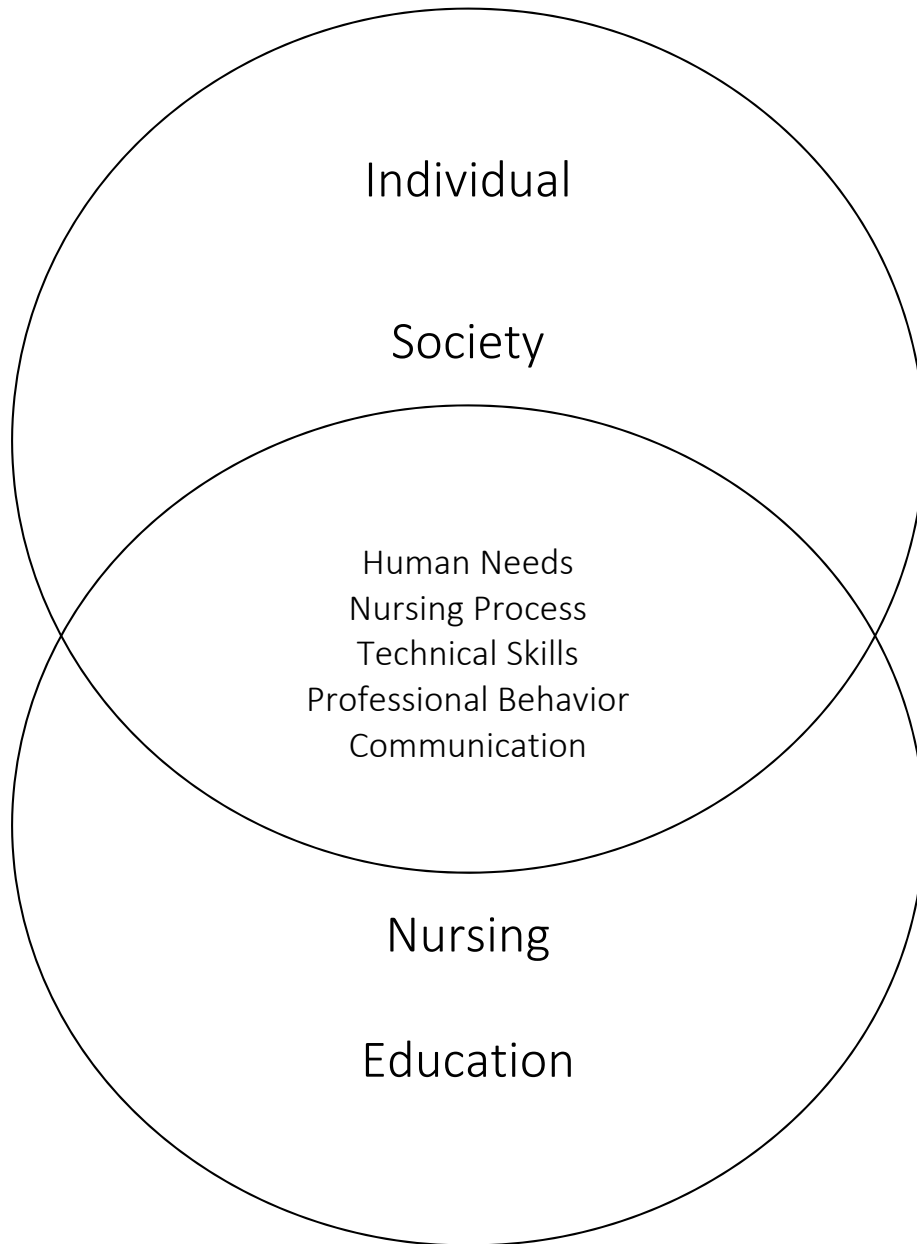 Individual
Society
Human Needs
Nursing Process
Technical Skills
Professional Behavior
Communication
Nursing
Education